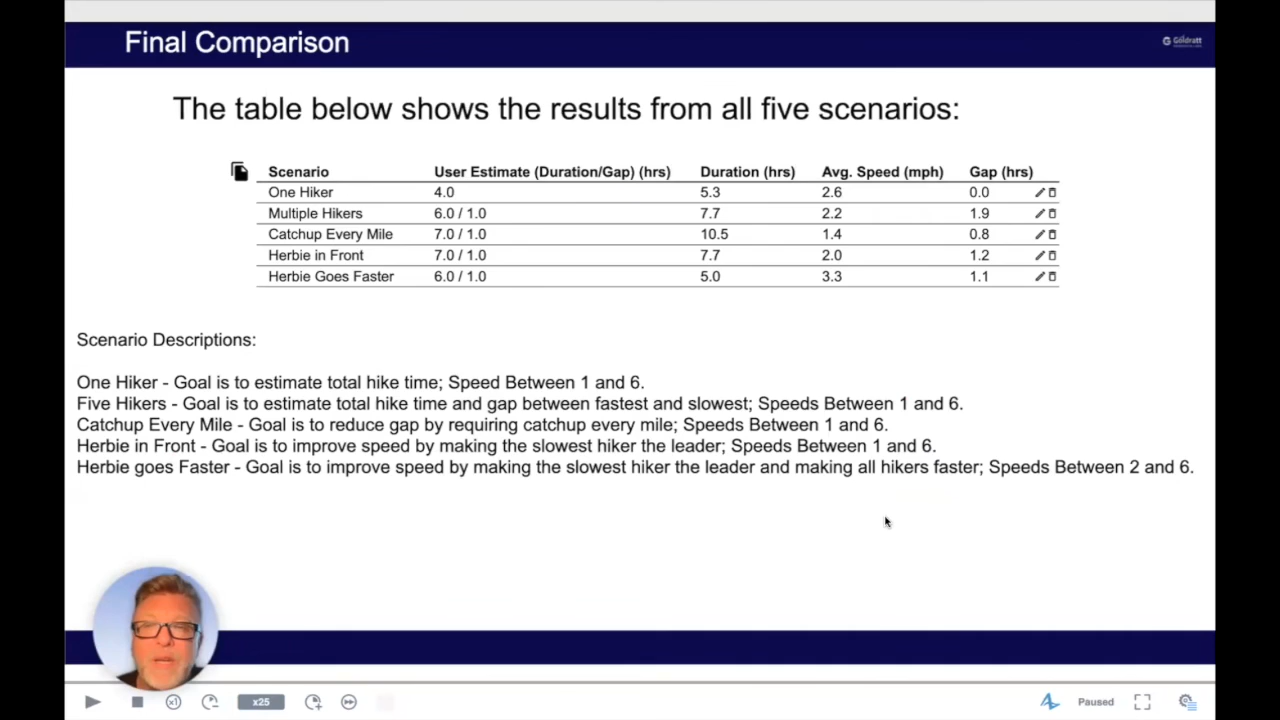 Final Comparison
Goldratt
The table below shows the results from all five scenarios:
Scenario User Estimate (Duration/Gap) (hrs) Duration (hrs) Avg. Speed (mph) Gap (hrs)
One Hiker 4.0 5.3 2.6 0.0
Multiple Hikers 6.0 / 1.0 7.7 2.2 1.9
Catchup Every Mile 7.0 / 1.0 10.5 1.4 0.8
Herbie in Front 7.0 / 1.0 7.7 2.0 1.2
Herbie Goes Faster 6.0 / 1.0 5.0 3.3 1.1
Scenario Descriptions:
One Hiker - Goal is to estimate total hike time; Speed Between 1 and 6.
Five Hikers - Goal is to estimate total hike time and gap between fastest and slowest; Speeds Between 1 and 6.
Catchup Every Mile - Goal is to reduce gap by requiring catchup every mile; Speeds Between 1 and 6.
Herbie in Front - Goal is to improve speed by making the slowest hiker the leader; Speeds Between 1 and 6.
Herbie goes Faster - Goal is to improve speed by making the slowest hiker the leader and making all hikers faster; Speeds Between 2 and 6.
x1 x25 Paused